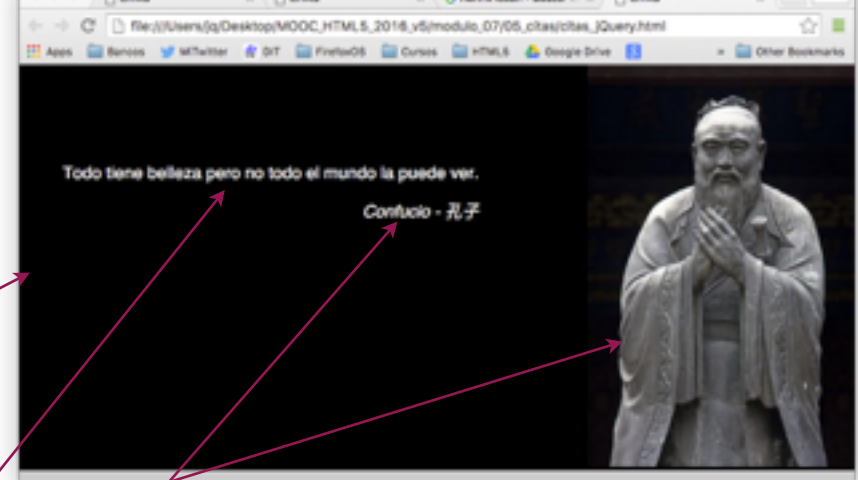 file:///Users/jq/Desktop/MOOC_HTML5_2016_v5/modulo_07/05_citas/citas_jQuery.html
Apps Bancos MiTwitter DIT FirefoxOS Cursos HTML5 Google Drive » Other Bookmarks
Todo tiene belleza pero no todo el mundo la puede ver.
Confucio - 孔子